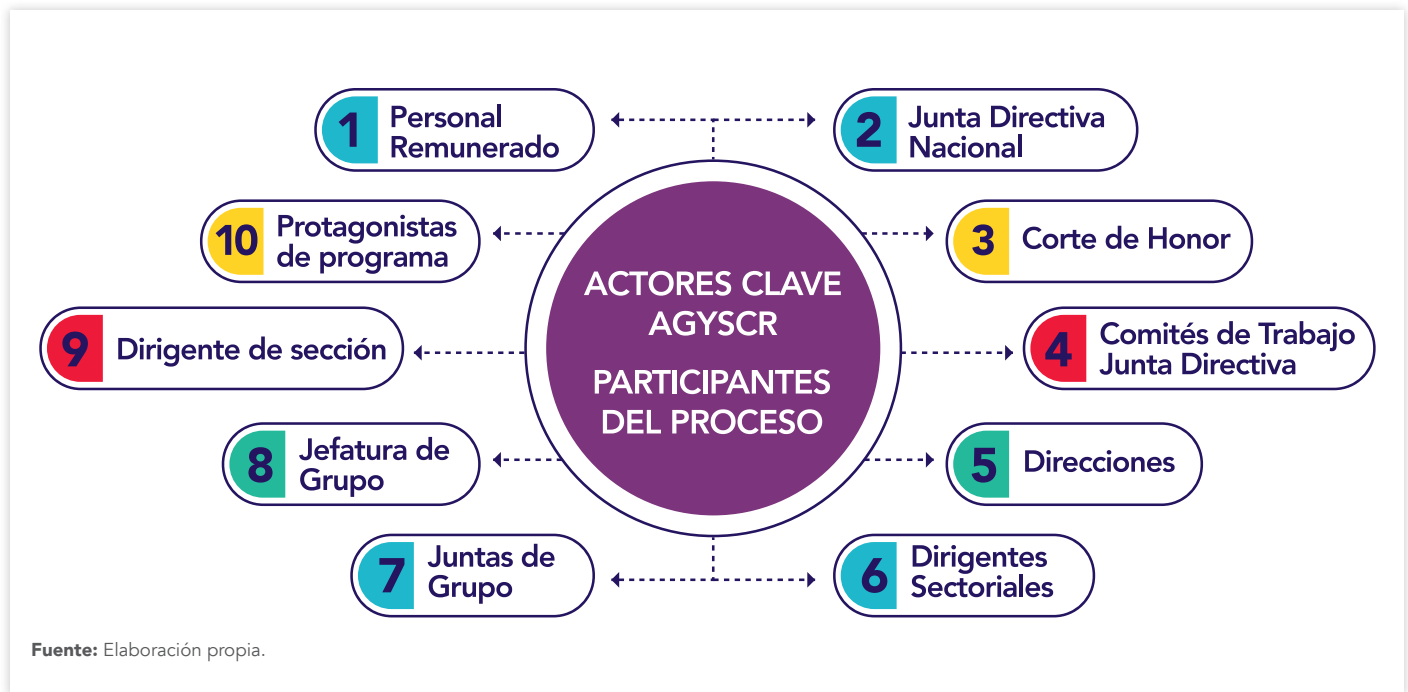 1 Personal
Remunerado
2 Junta Directiva
Nacional
10 Protagonistas
de programa
3 Corte de Honor
ACTORES CLAVE
AGYSCR
PARTICIPANTES
DEL PROCESO
9 Dirigente de sección
4 Comités de Trabajo
Junta Directiva
8 Jefatura de
Grupo
5 Direcciones
7 Juntas de
Grupo
6 Dirigentes
Sectoriales
Fuente: Elaboración propia.